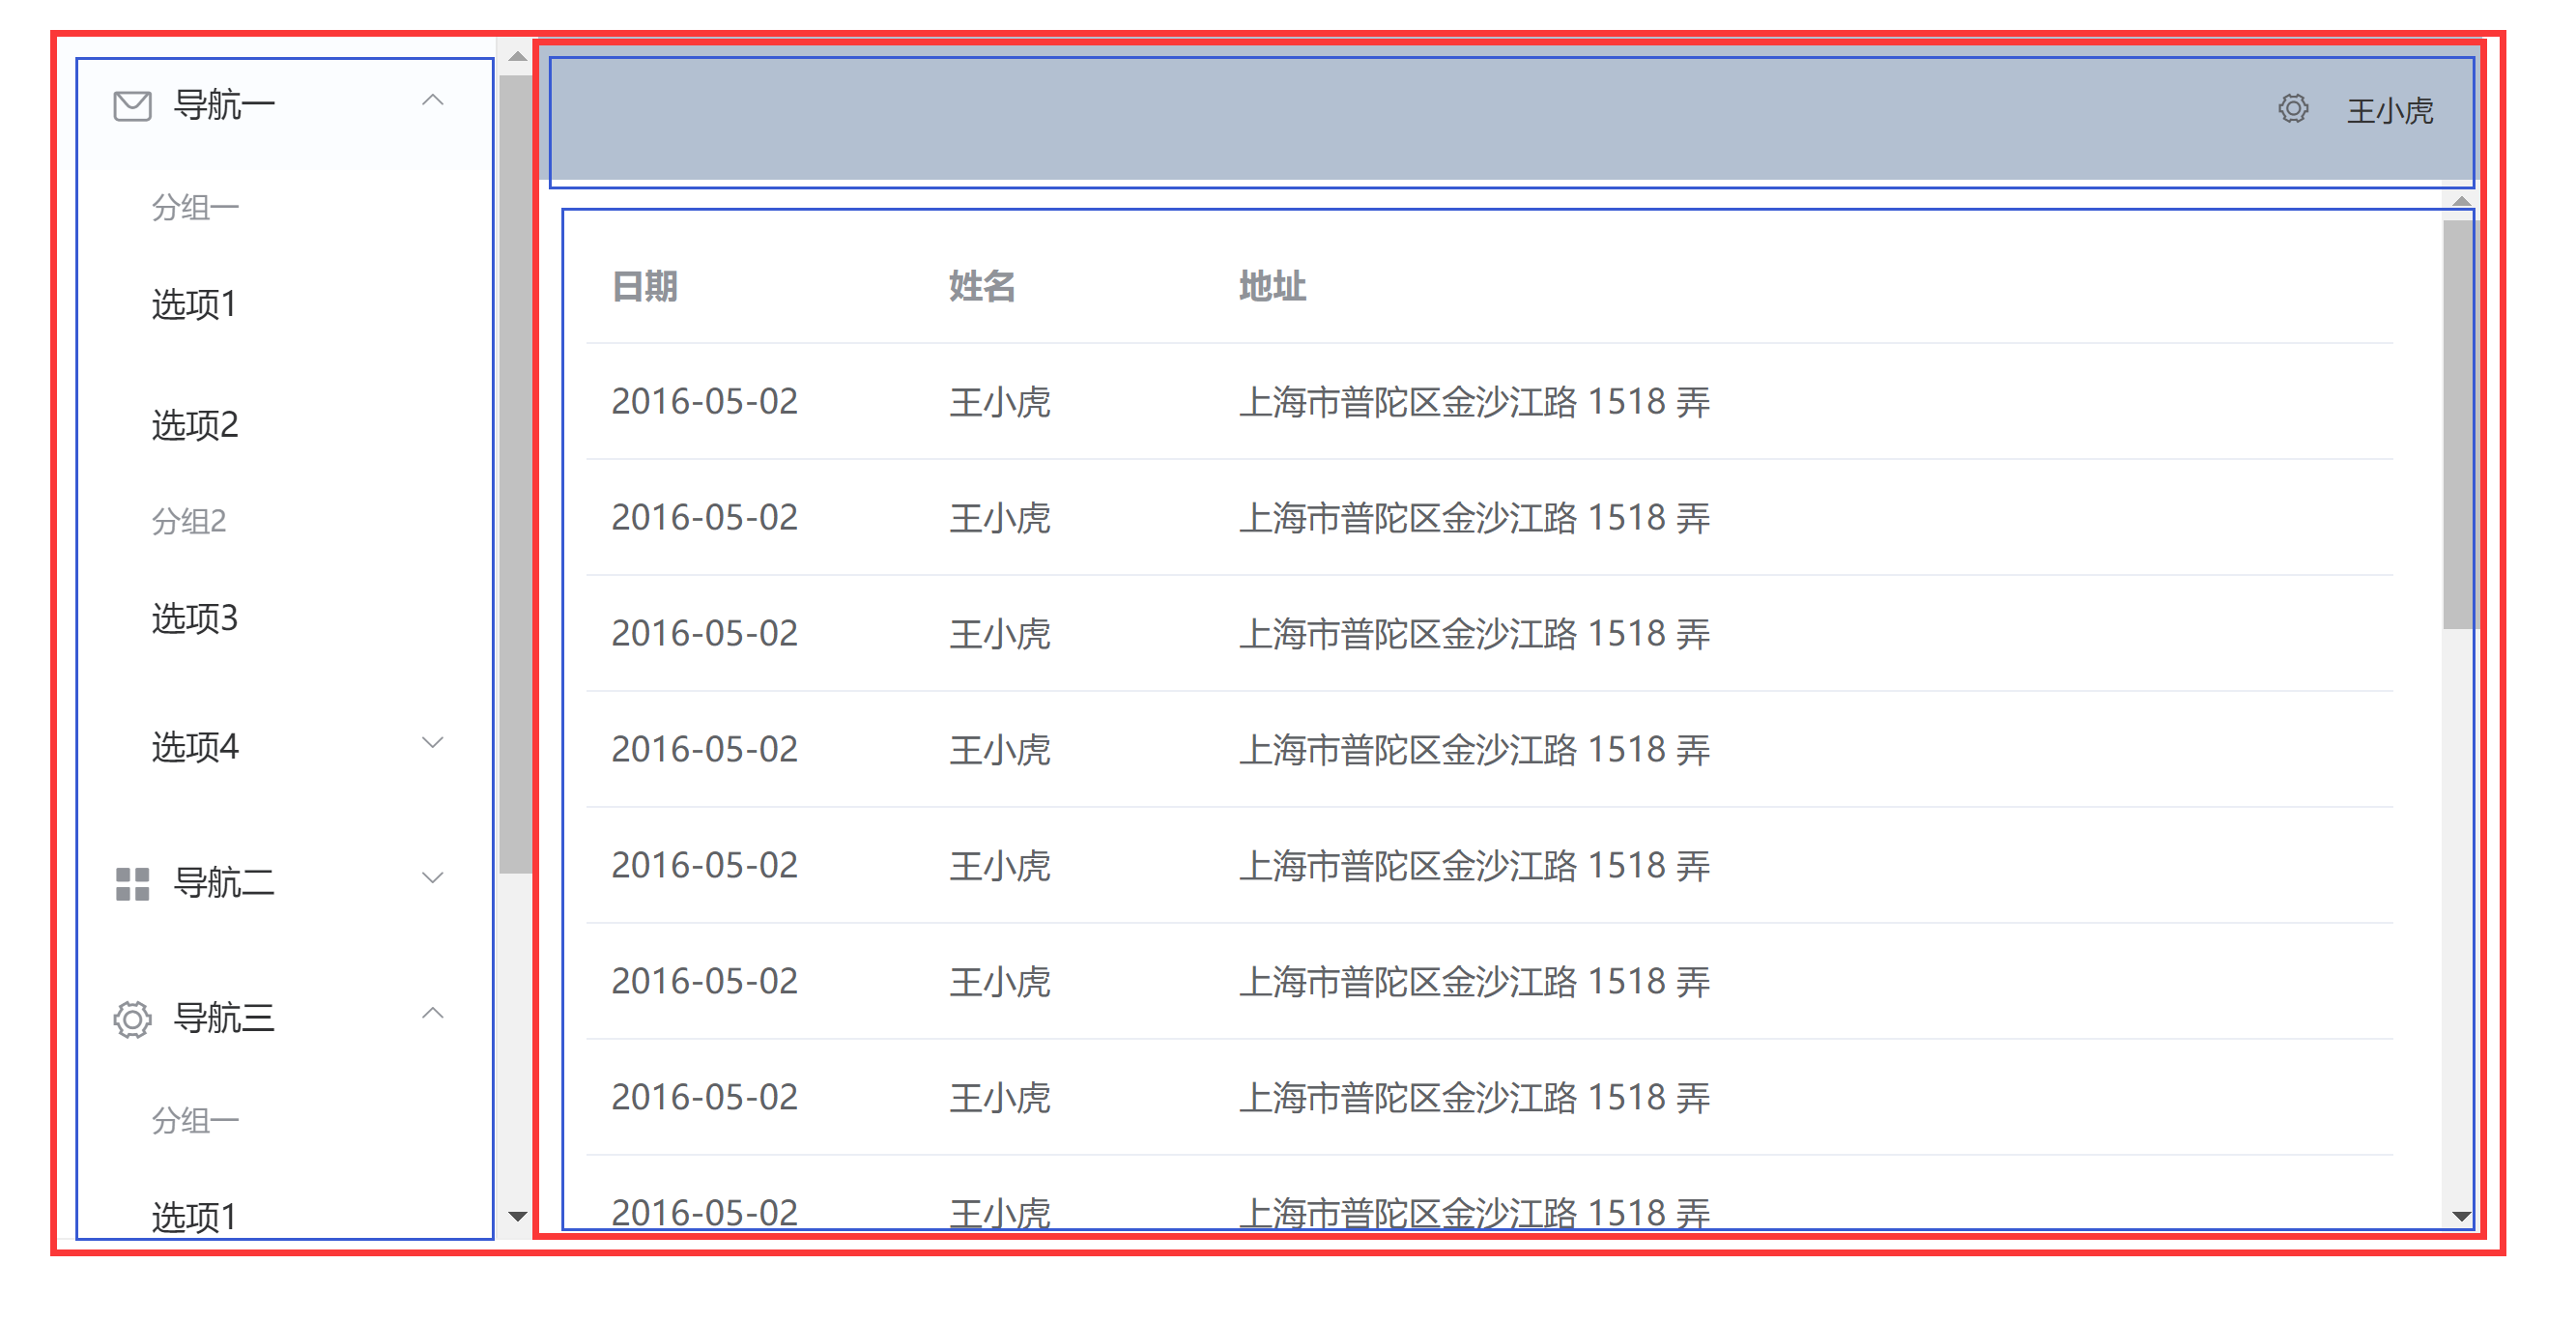 导航一
分组一
选项1
选项2
分组2
选项3
选项4
导航二
导航三
分组一
选项1
王小虎
日期 姓名 地址
2016-05-02 王小虎 上海市普陀区金沙江路 1518 弄
2016-05-02 王小虎 上海市普陀区金沙江路 1518 弄
2016-05-02 王小虎 上海市普陀区金沙江路 1518 弄
2016-05-02 王小虎 上海市普陀区金沙江路 1518 弄
2016-05-02 王小虎 上海市普陀区金沙江路 1518 弄
2016-05-02 王小虎 上海市普陀区金沙江路 1518 弄
2016-05-02 王小虎 上海市普陀区金沙江路 1518 弄
2016-05-02 王小虎 上海市普陀区金沙江路 1518 弄